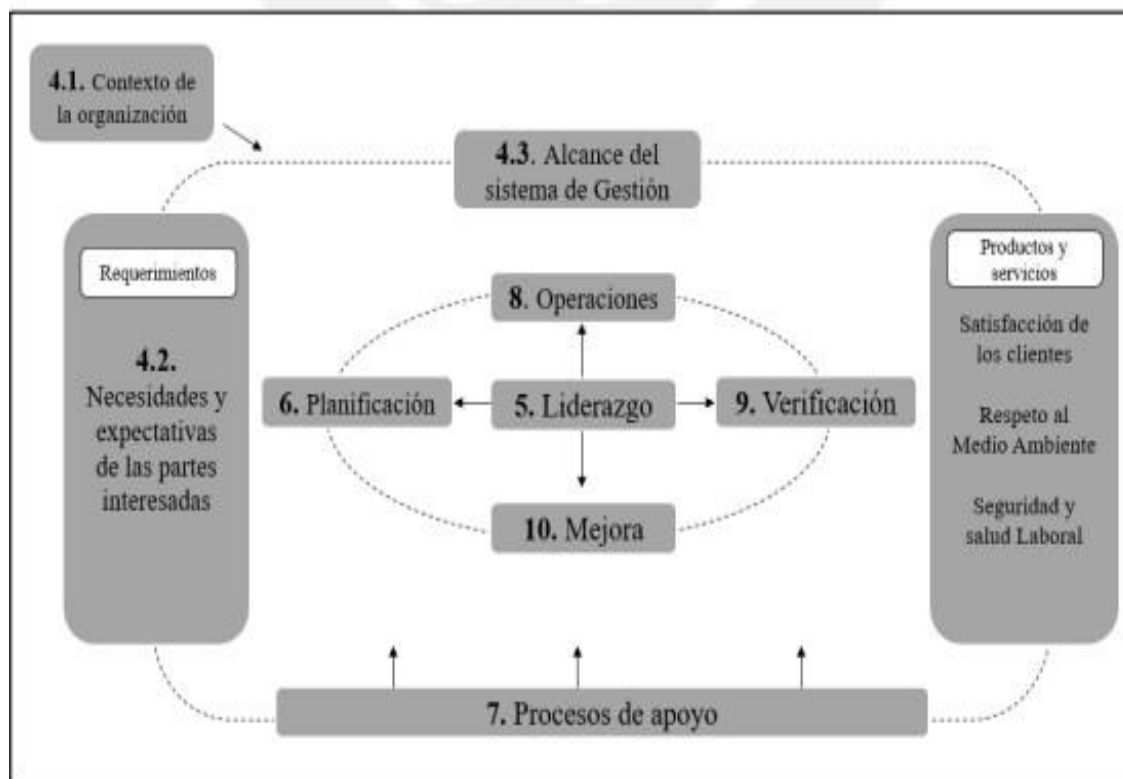 4.1. Contexto de
la organización
4.3. Alcance del
sistema de Gestión
Requerimientos
4.2.
Necesidades y
expectativas
de las partes
interesadas
8. Operaciones
6. Planificación
5. Liderazgo
9. Verificación
10. Mejora
Productos y
servicios
Satisfacción de
los clientes
Respeto al
Medio Ambiente
Seguridad y
salud Laboral
7. Procesos de apoyo